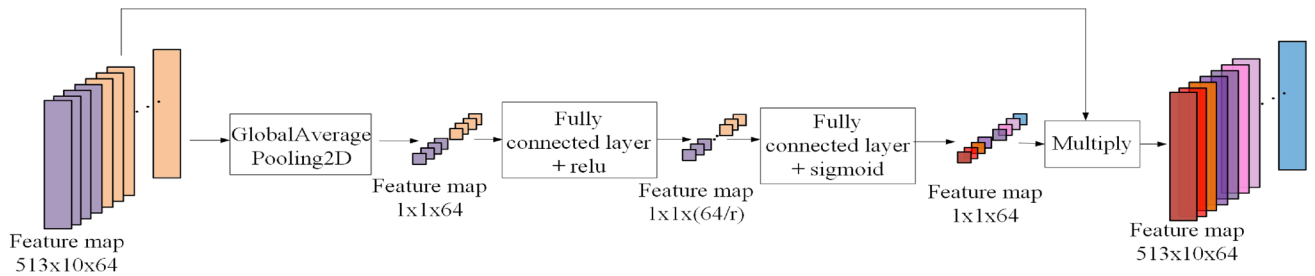 Feature map
513x10x64
GlobalAverage
Pooling2D
Feature map
1x1x64
Fully
connected layer
+ relu
Feature map
1x1x(64/r)
Fully
connected layer
+ sigmoid
Feature map
1x1x64
Multiply
Feature map
513x10x64